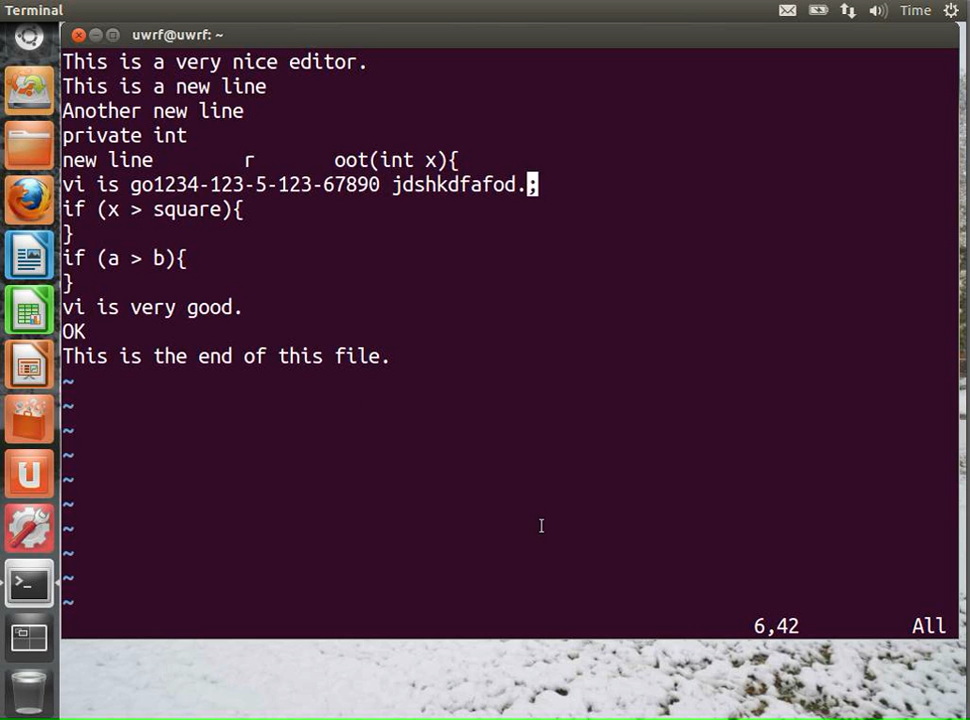 Terminal
Time
uwrf@uwrf: ~
This is a very nice editor.
This is a new line
Another new line
private int
new line        r       oot(int x){
vi is go1234-123-5-123-67890 jdshkdfafod.;
if (x > square){
}
if (a > b){
}
vi is very good.
OK
This is the end of this file.
~
~
~
~
~
~
~
~
~
~
6,42 All